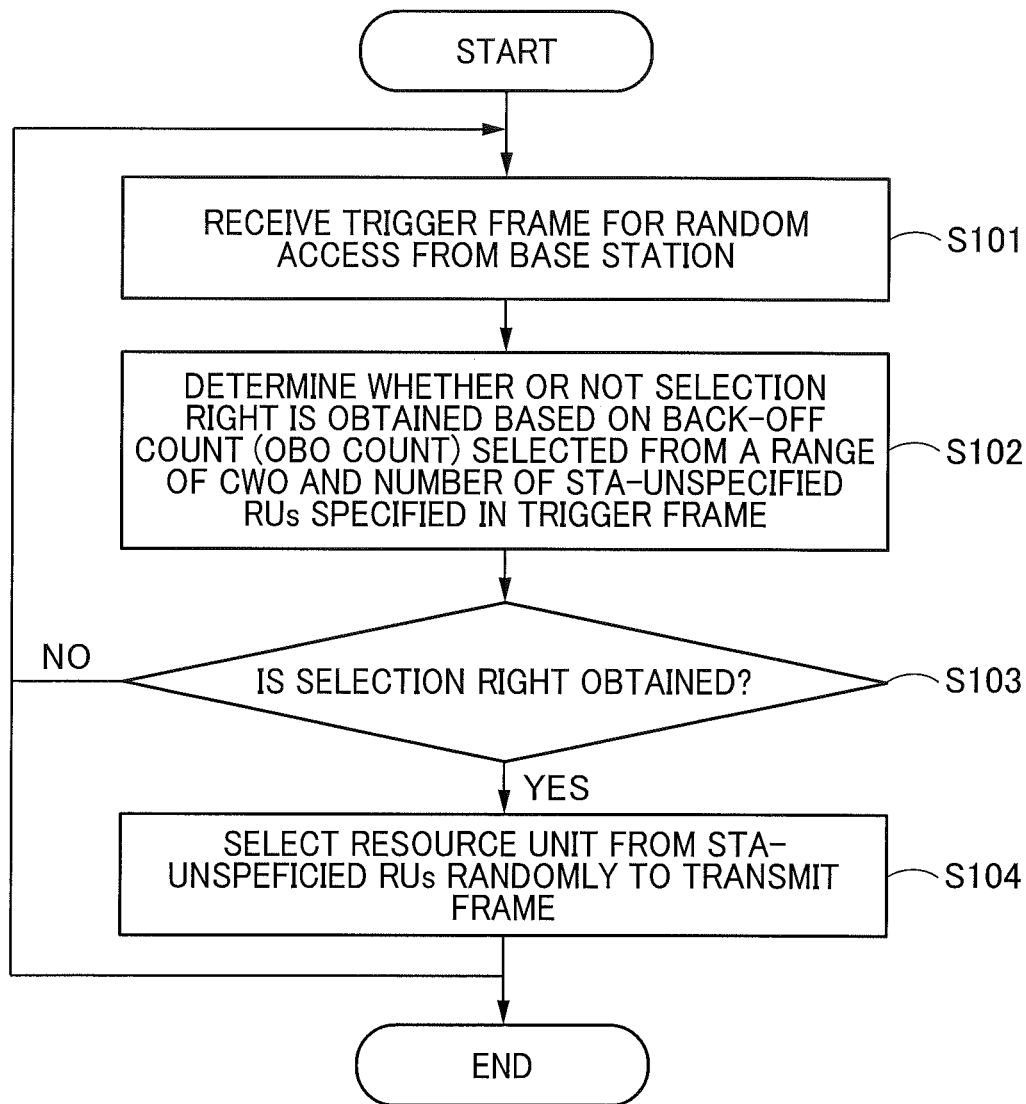 START
RECEIVE TRIGGER FRAME FOR RANDOM
ACCESS FROM BASE STATION
S101
DETERMINE WHETHER OR NOT SELECTION
RIGHT IS OBTAINED BASED ON BACK-OFF
COUNT (OBO COUNT) SELECTED FROM A RANGE
OF CWO AND NUMBER OF STA-UNSPECIFIED
RUs SPECIFIED IN TRIGGER FRAME
S102
NO
IS SELECTION RIGHT OBTAINED?
S103
YES
SELECT RESOURCE UNIT FROM STA-
UNSPEFICIED RUs RANDOMLY TO TRANSMIT
FRAME
S104
END